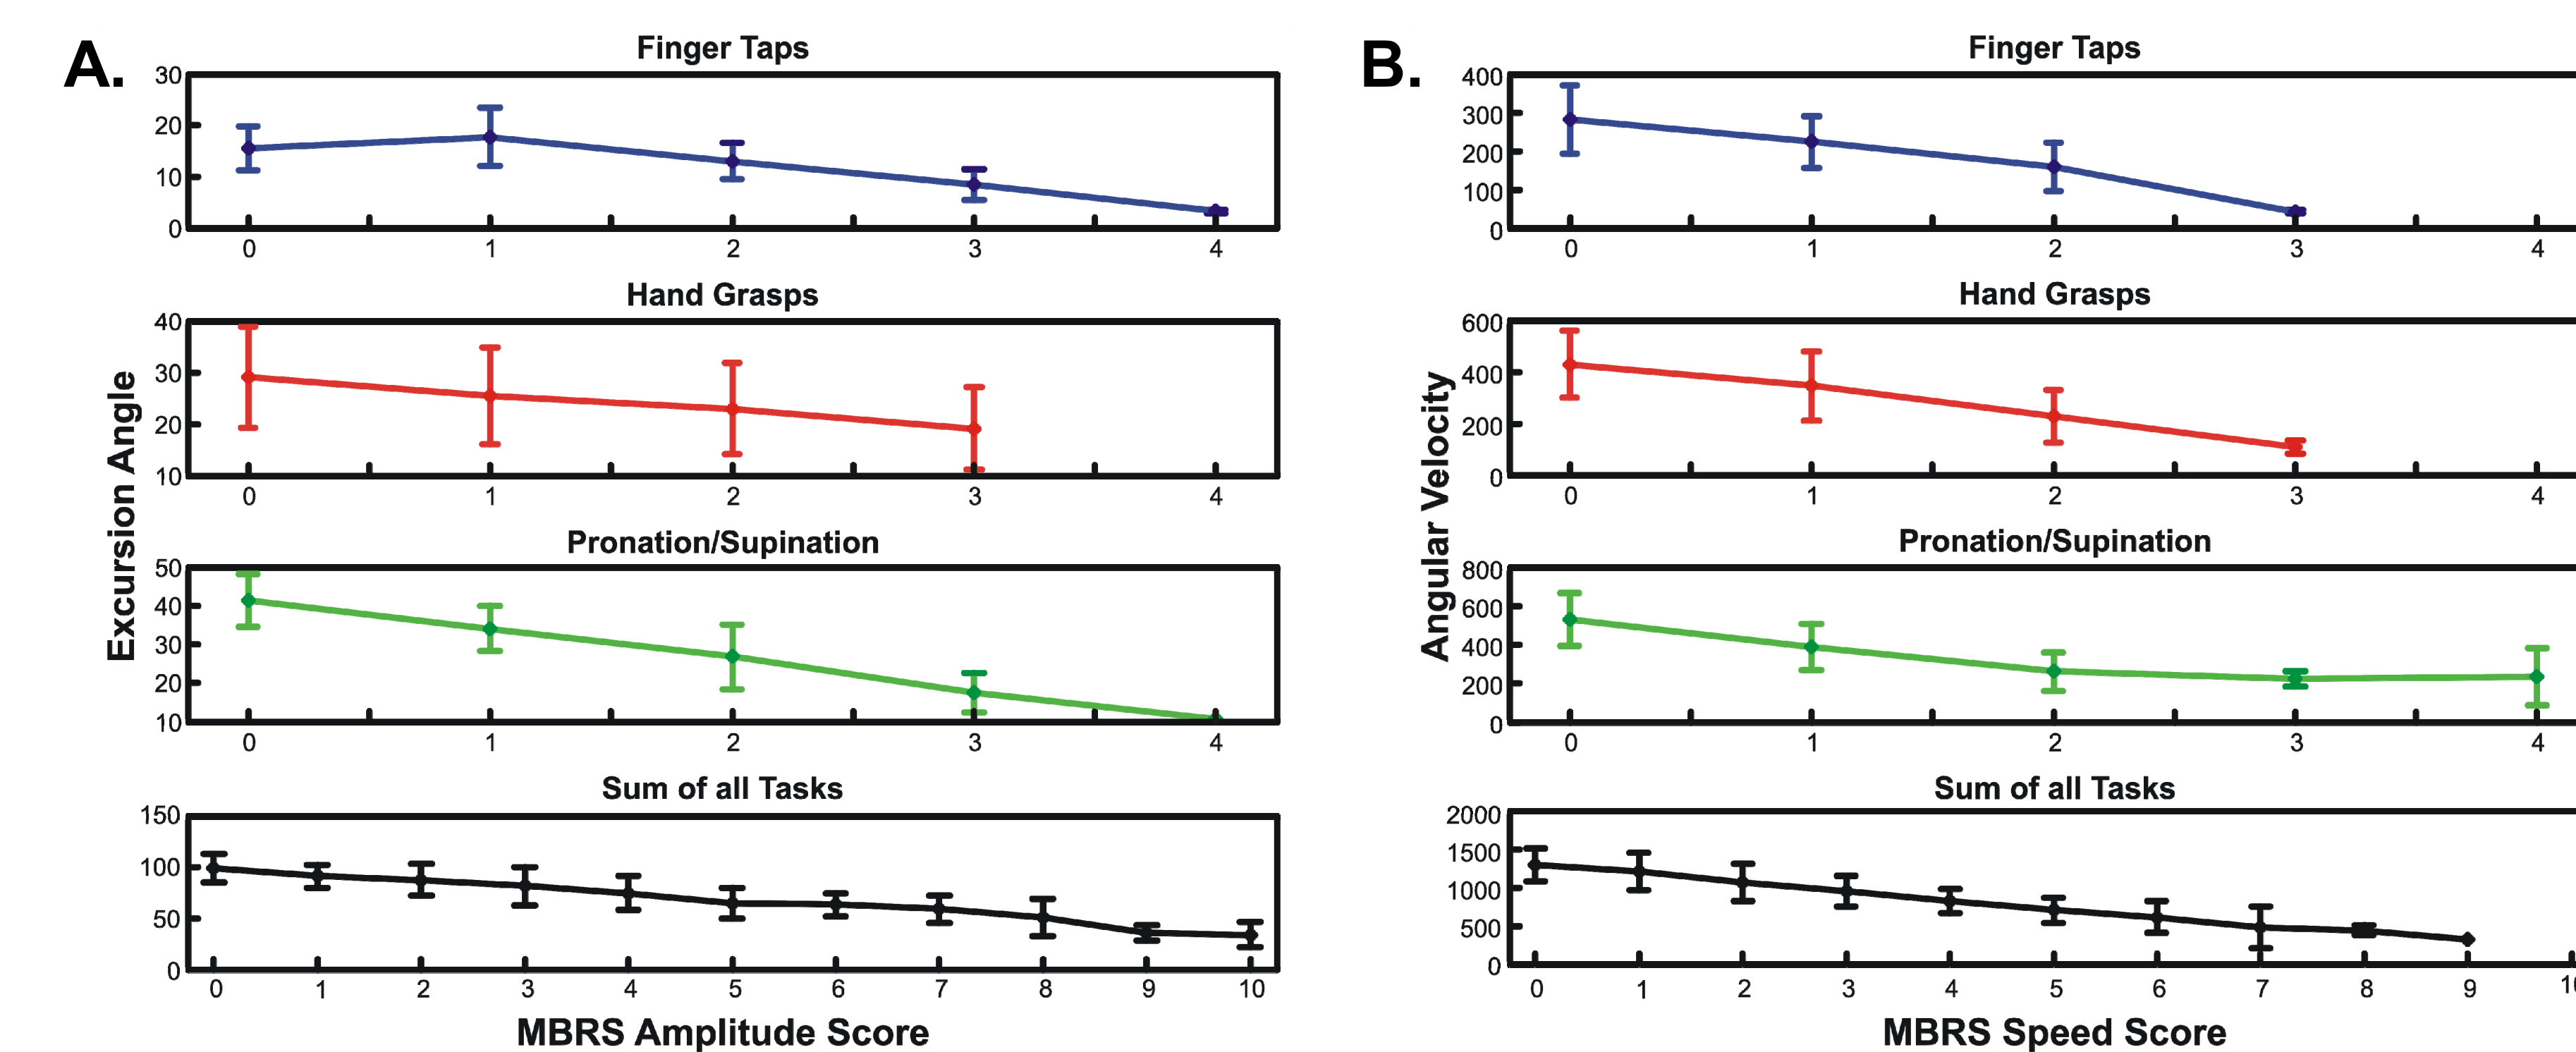 A.
Finger Taps
30
20
10
0
0 1 2 3 4
Hand Grasps
40
30
20
10
0 1 2 3 4
Pronation/Supination
50
40
30
20
10
0 1 2 3 4
Sum of all Tasks
150
100
50
0
0 1 2 3 4 5 6 7 8 9 10
Excursion Angle
MBRS Amplitude Score
B.
Finger Taps
400
300
200
100
0
0 1 2 3 4
Hand Grasps
600
400
200
0
0 1 2 3 4
Pronation/Supination
800
600
400
200
0
0 1 2 3 4
Sum of all Tasks
2000
1500
1000
500
0
0 1 2 3 4 5 6 7 8 9
Angular Velocity
MBRS Speed Score